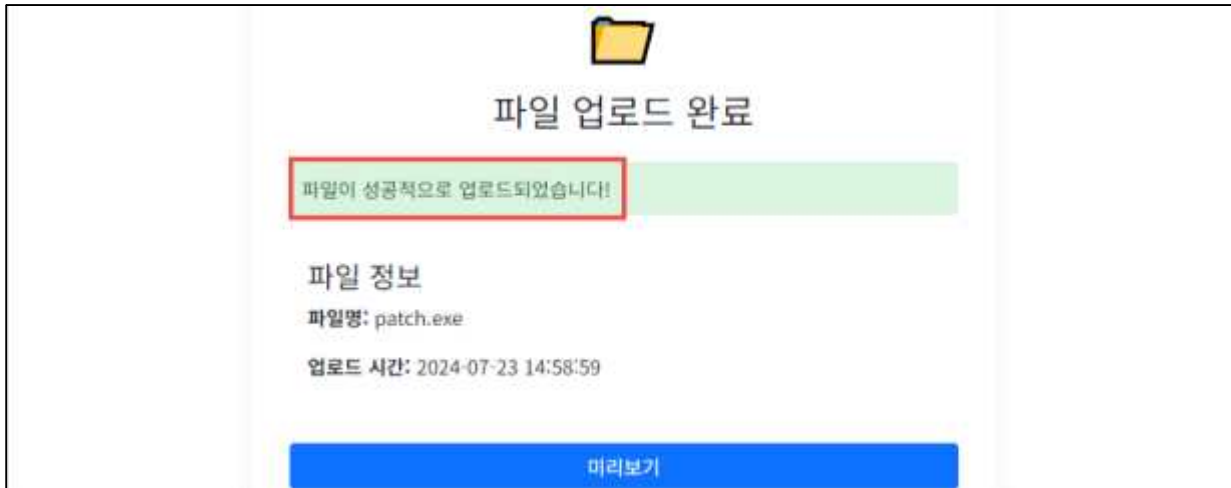 파일 업로드 완료
파일이 성공적으로 업로드되었습니다!
파일 정보
파일명: patch.exe
업로드 시간: 2024-07-23 14:58:59
미리보기